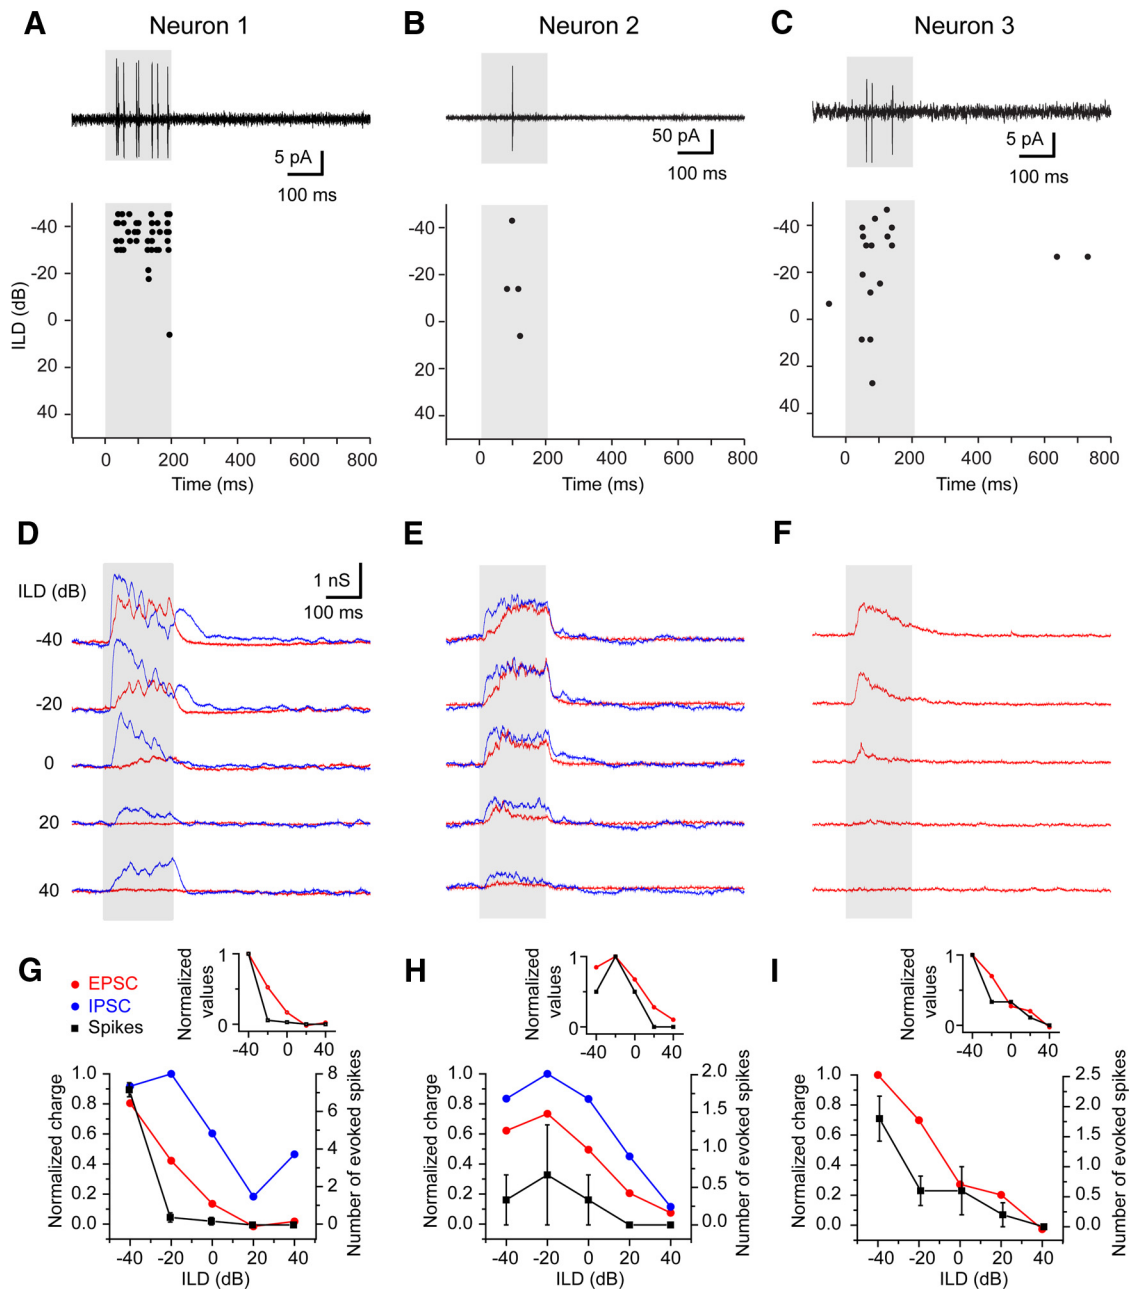 A Neuron 1
B Neuron 2
C Neuron 3
5 pA
100 ms
50 pA
100 ms
5 pA
100 ms
ILD (dB)
-40
-20
0
20
40
0 200 400 600 800
Time (ms)
-40
-20
0
20
40
0 200 400 600 800
Time (ms)
-40
-20
0
20
40
0 200 400 600 800
Time (ms)
D
E
F
ILD (dB)
1 nS
100 ms
-40
-20
0
20
40
G
EPSC
IPSC
Spikes
Normalized
values
1
0
-40 0 40
Normalized charge
1.0
0.8
0.6
0.4
0.2
0.0
8
6
4
2
0
Number of evoked spikes
-40 -20 0 20 40
ILD (dB)
H
Normalized
values
1
0
-40 0 40
Normalized charge
1.0
0.8
0.6
0.4
0.2
0.0
2.0
1.5
1.0
0.5
0.0
Number of evoked spikes
-40 -20 0 20 40
ILD (dB)
I
Normalized
values
1
0
-40 0 40
Normalized charge
1.0
0.8
0.6
0.4
0.2
0.0
2.5
2.0
1.5
1.0
0.5
0.0
Number of evoked spikes
-40 -20 0 20 40
ILD (dB)